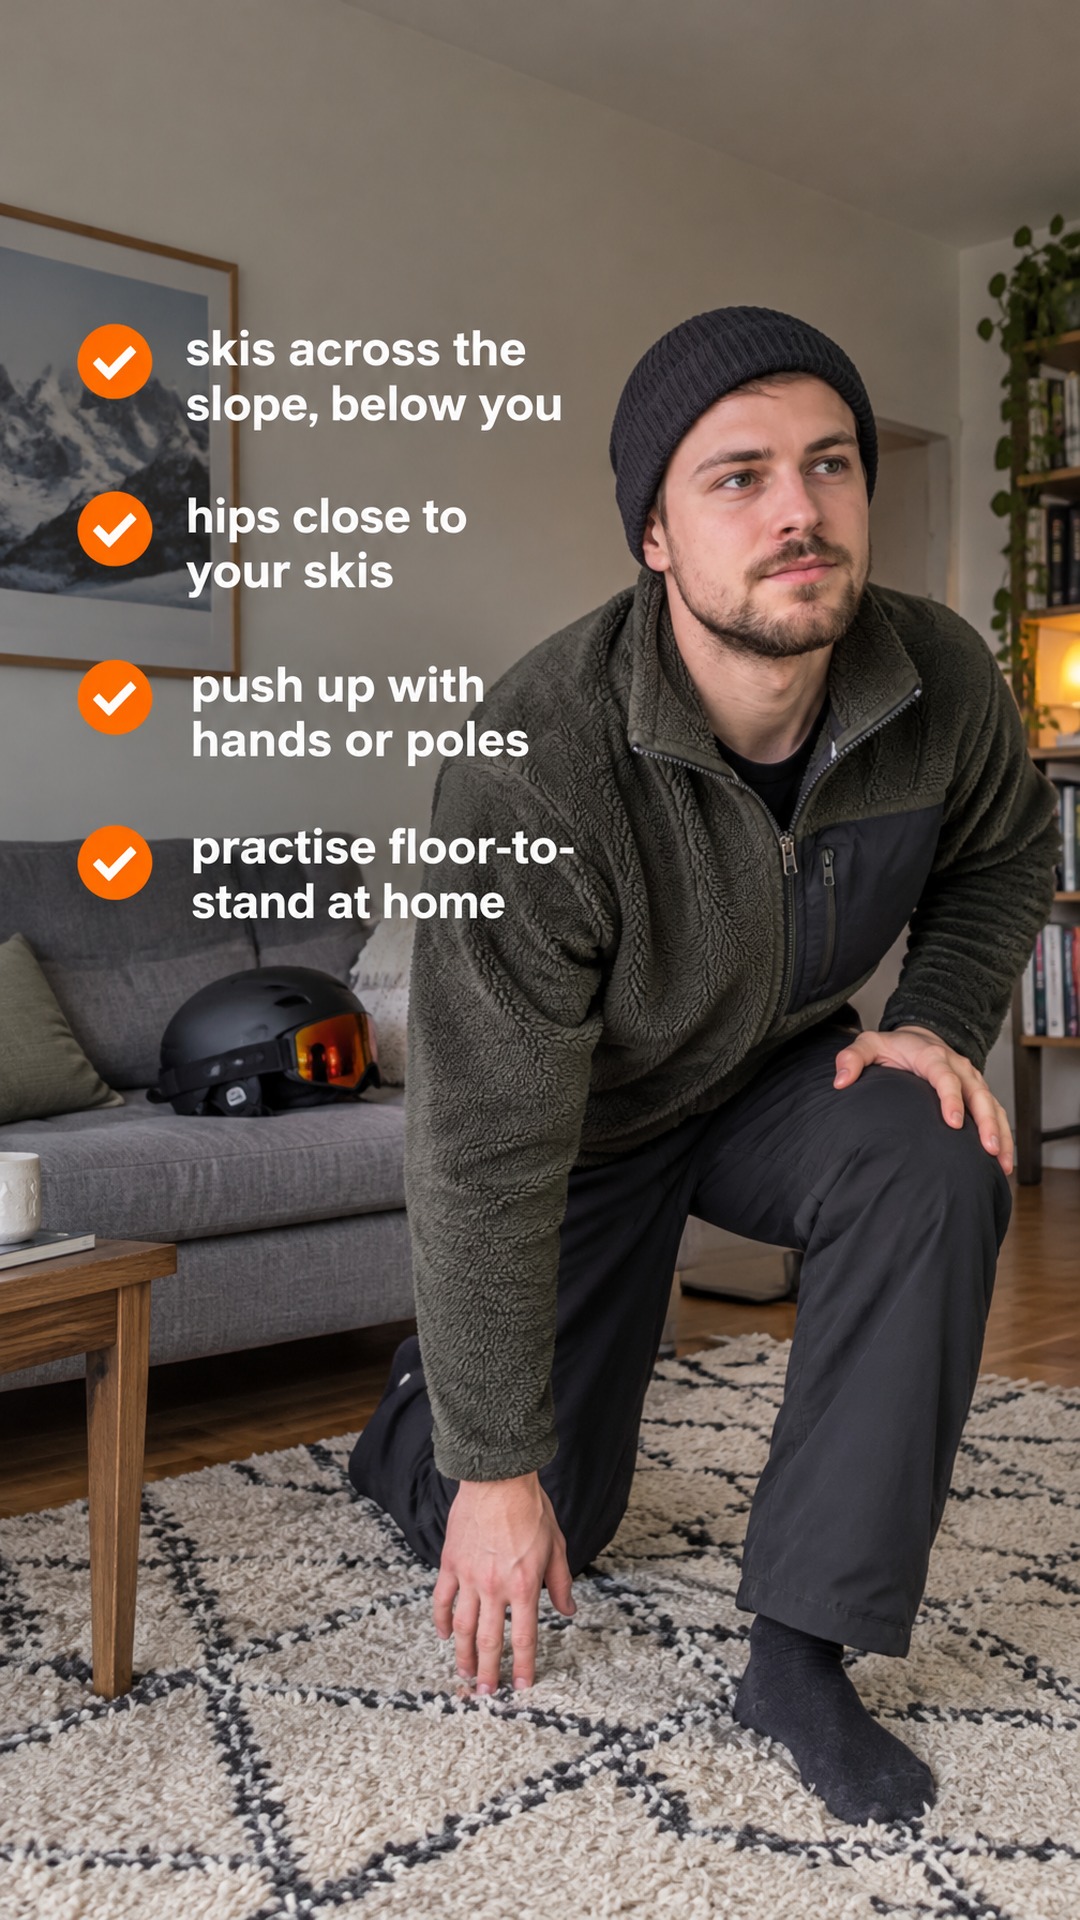 skis across the
slope, below you
hips close to
your skis
push up with
hands or poles
practise floor-to-
stand at home